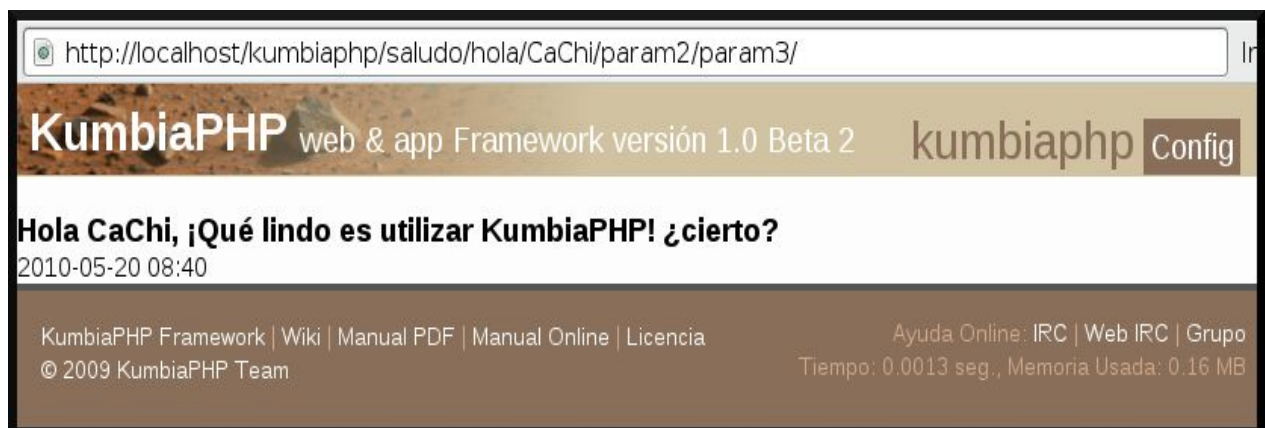 http://localhost/kumbiaphp/saludo/hola/CaChi/param2/param3/
KumbiaPHP web & app Framework versión 1.0 Beta 2 kumbiaphp Config
Hola CaChi, ¡Qué lindo es utilizar KumbiaPHP! ¿cierto?
2010-05-20 08:40
KumbiaPHP Framework | Wiki | Manual PDF | Manual Online | Licencia
© 2009 KumbiaPHP Team
Ayuda Online: IRC | Web IRC | Grupo
Tiempo: 0.0013 seg., Memoria Usada: 0.16 MB